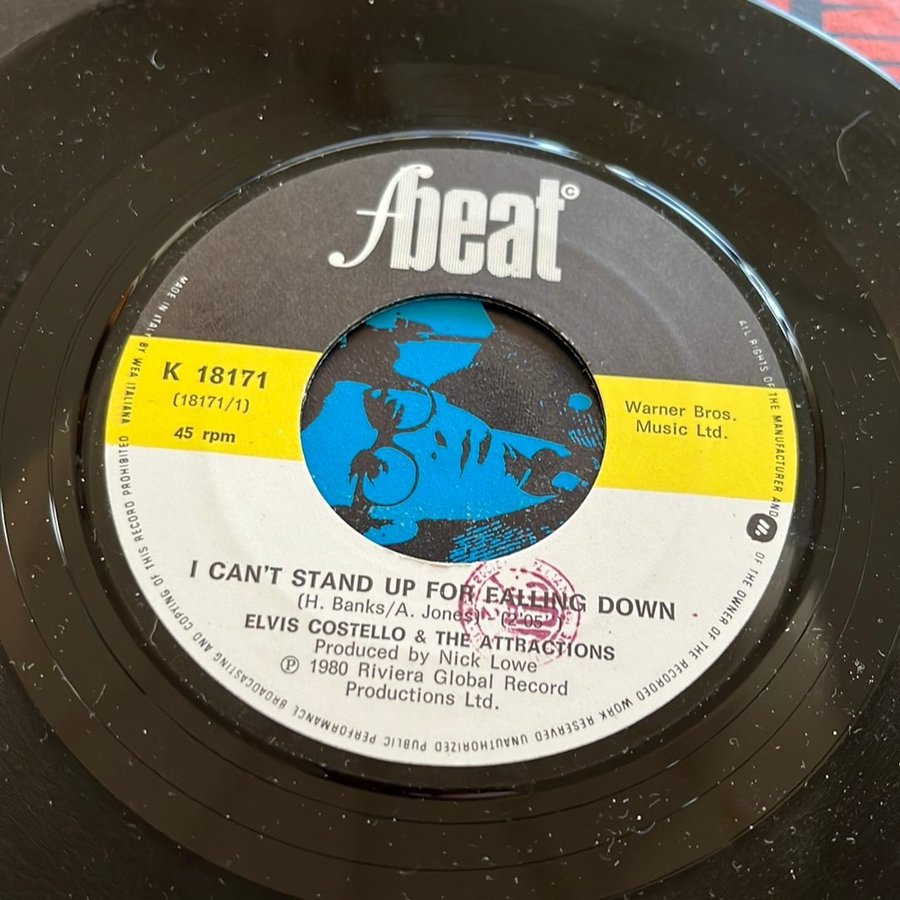 fbeat ©
K 18171
(18171/1)
45 rpm
Warner Bros.
Music Ltd.
I CAN'T STAND UP FOR FALLING DOWN
(H. Banks/A. Jones) - (2'05")
ELVIS COSTELLO & THE ATTRACTIONS
Produced by Nick Lowe
℗ 1980 Riviera Global Record
Productions Ltd.
MADE IN ITALY BY WEA ITALIANA
ALL RIGHTS OF THE MANUFACTURER AND OF THE OWNER OF THE RECORDED WORK RESERVED UNAUTHORIZED PUBLIC PERFORMANCE BROADCASTING AND COPYING OF THIS RECORD PROHIBITED